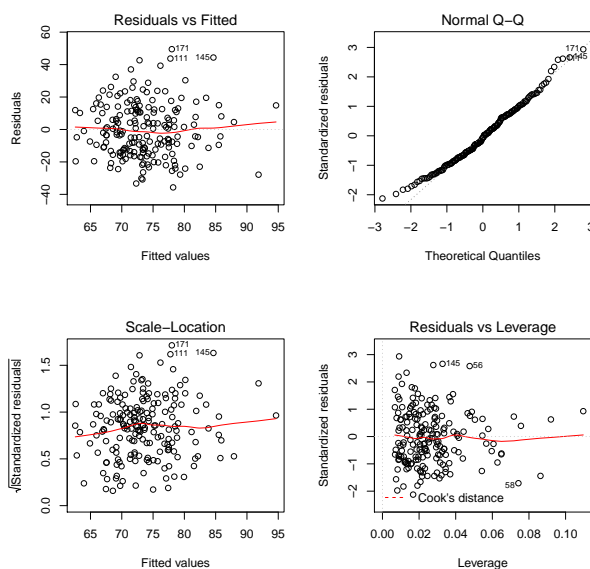 Residuals vs Fitted
Residuals
60
40
20
0
−20
−40
171
111
145
65 70 75 80 85 90 95
Fitted values
Normal Q−Q
Standardized residuals
3
2
1
0
−1
−2
171
145
−3 −2 −1 0 1 2 3
Theoretical Quantiles
Scale−Location
√|Standardized residuals|
1.5
1.0
0.5
0.0
171
111
145
65 70 75 80 85 90 95
Fitted values
Residuals vs Leverage
Standardized residuals
3
2
1
0
−1
−2
145
56
58
Cook's distance
0.00 0.02 0.04 0.06 0.08 0.10
Leverage